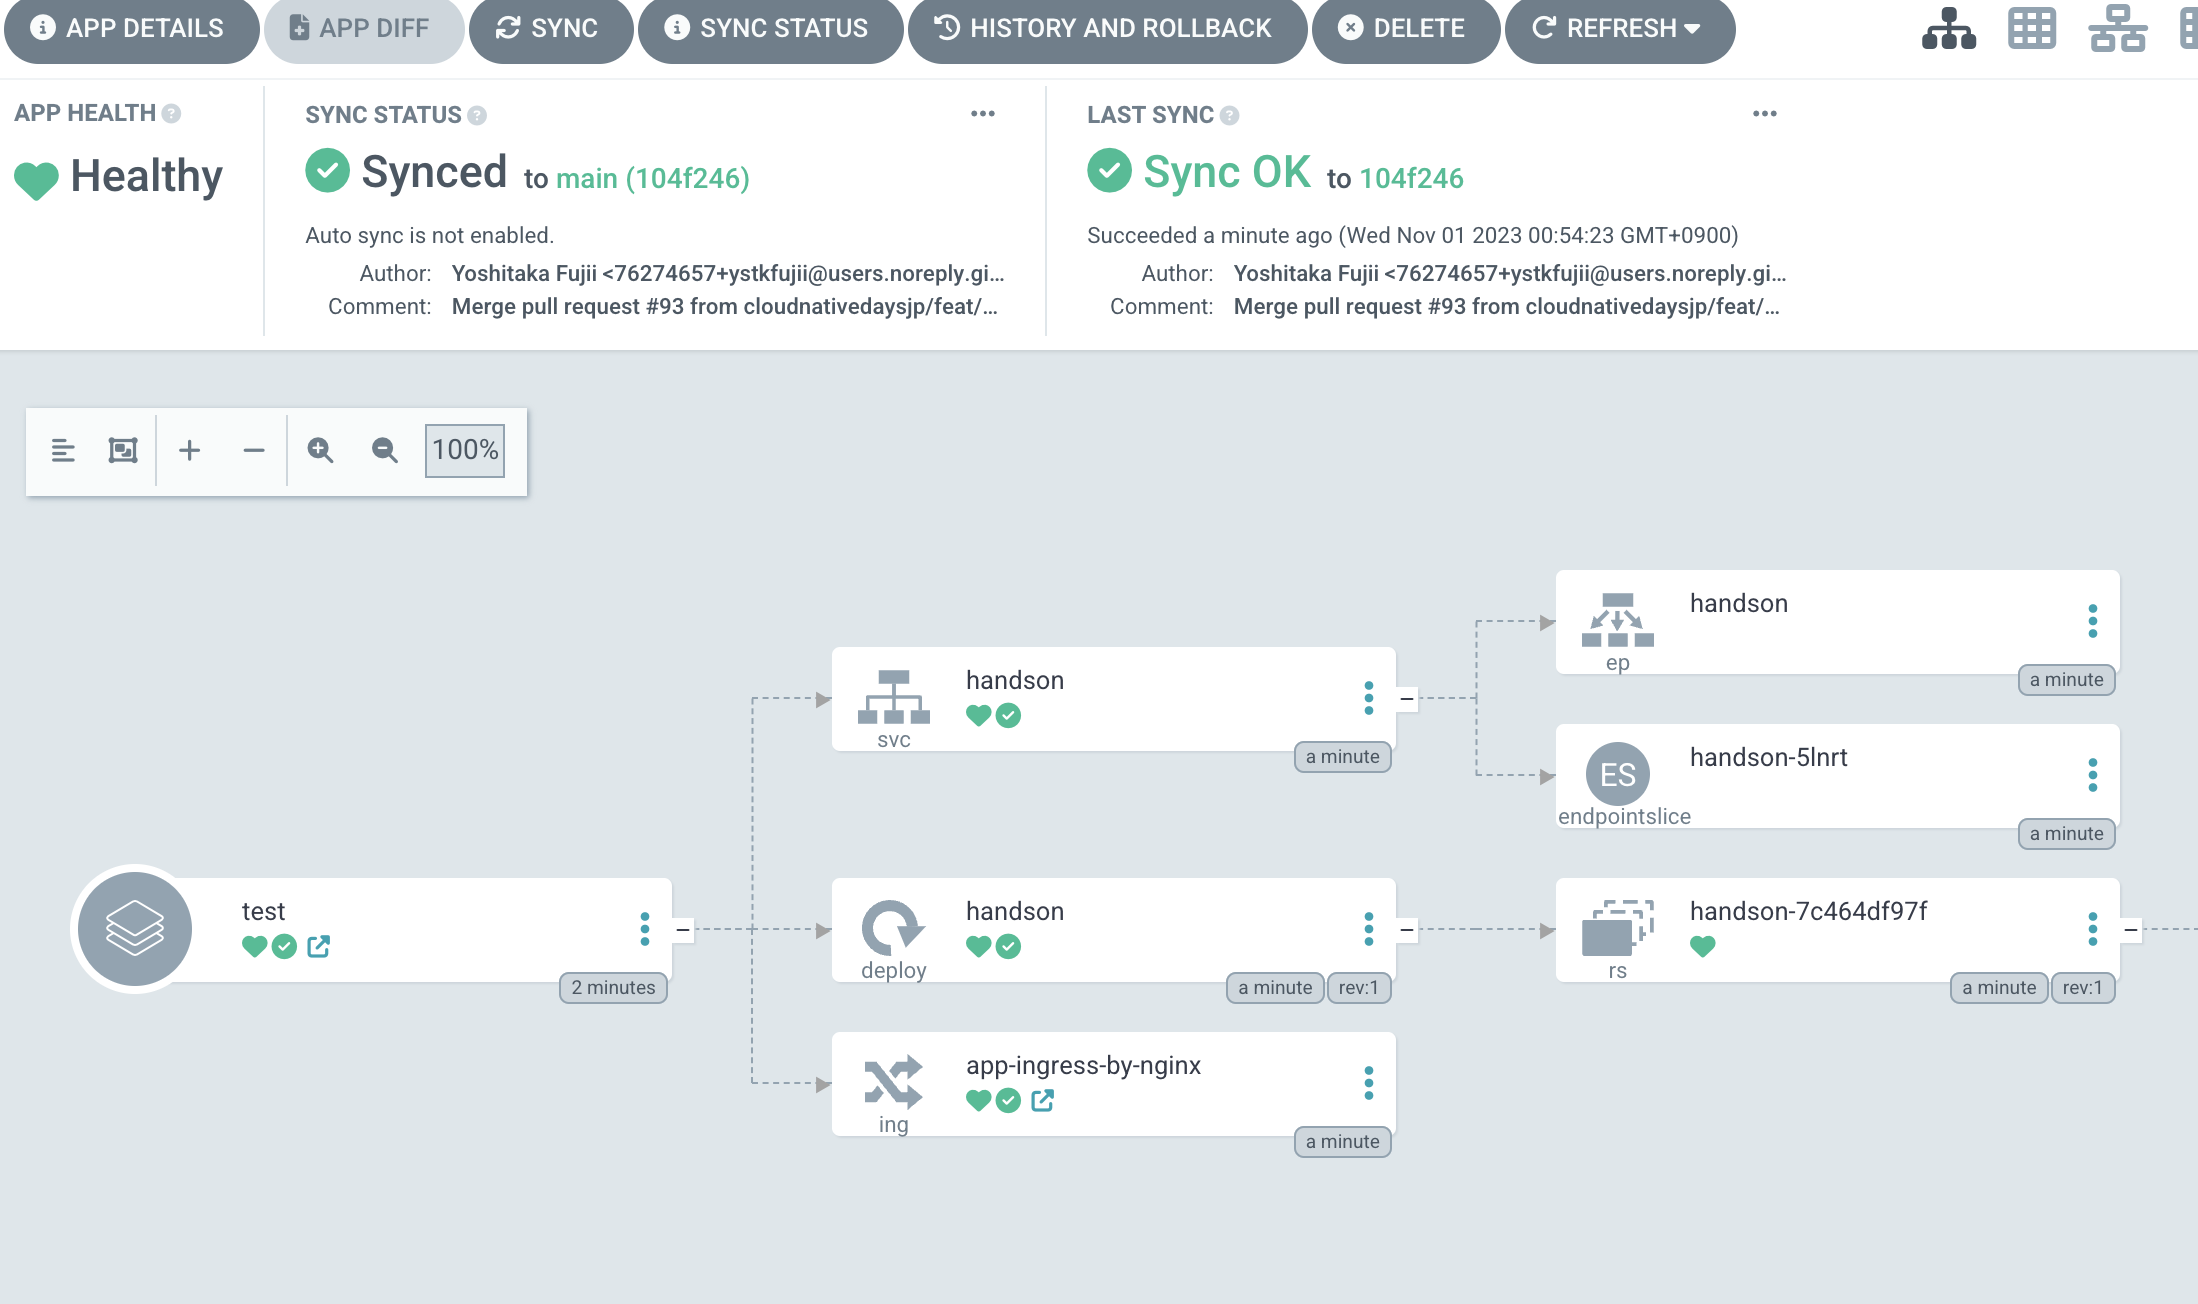 APP DETAILS
APP DIFF
SYNC
SYNC STATUS
HISTORY AND ROLLBACK
DELETE
REFRESH
APP HEALTH
Healthy
SYNC STATUS
Synced to main (104f246)
Auto sync is not enabled.
Author: Yoshitaka Fujii <76274657+ystkfujii@users.noreply.gi...
Comment: Merge pull request #93 from cloudnativedaysjp/feat/...
LAST SYNC
Sync OK to 104f246
Succeeded a minute ago (Wed Nov 01 2023 00:54:23 GMT+0900)
Author: Yoshitaka Fujii <76274657+ystkfujii@users.noreply.gi...
Comment: Merge pull request #93 from cloudnativedaysjp/feat/...
100%
test
2 minutes
handson
svc
a minute
handson
deploy
a minute
rev:1
app-ingress-by-nginx
ing
a minute
handson
ep
a minute
ES
handson-5lnrt
endpointslice
a minute
handson-7c464df97f
rs
a minute
rev:1